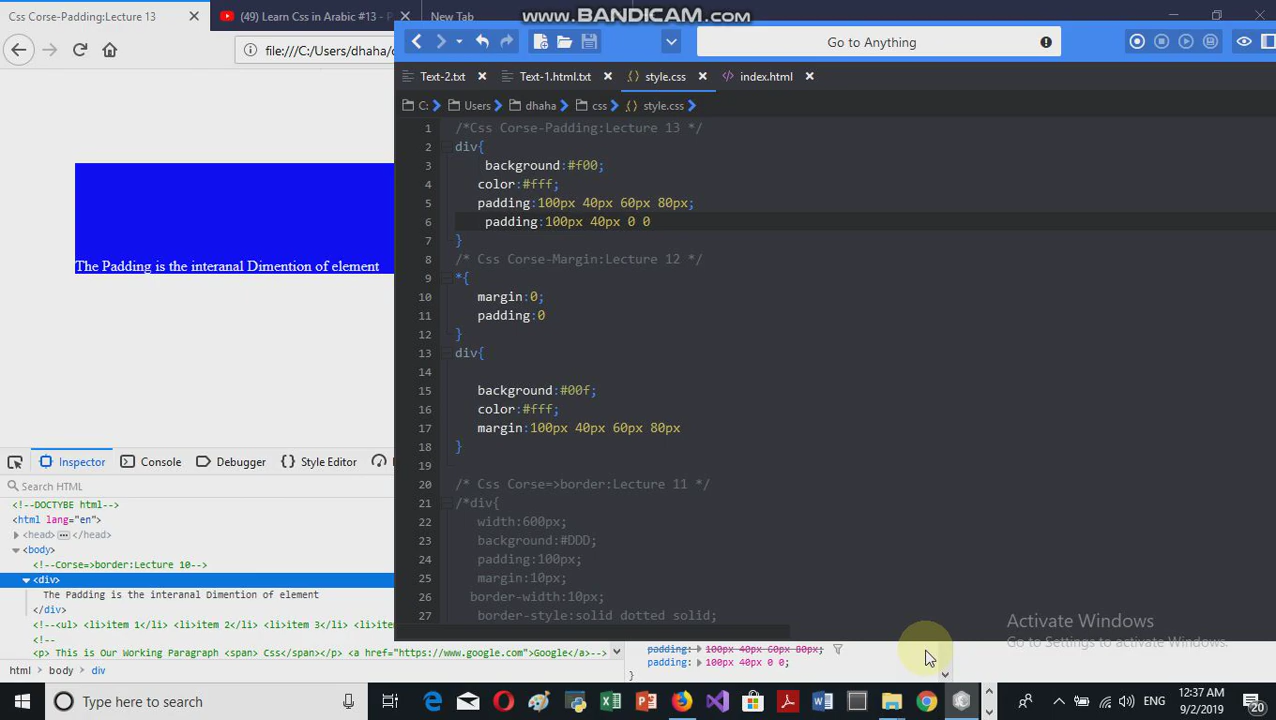 Css Corse-Padding:Lecture 13
(49) Learn Css in Arabic #13 - P
New Tab
www.BANDICAM.com
file:///C:/Users/dhaha/
Go to Anything
Text-2.txt
Text-1.html.txt
style.css
index.html
C:
Users
dhaha
css
style.css
1 /*Css Corse-Padding:Lecture 13 */
2 div{
3 background:#f00;
4 color:#fff;
5 padding:100px 40px 60px 80px;
6 padding:100px 40px 0 0
7 }
8 /* Css Corse-Margin:Lecture 12 */
9 *{
10 margin:0;
11 padding:0
12 }
13 div{
14
15 background:#00f;
16 color:#fff;
17 margin:100px 40px 60px 80px
18 }
19
20 /* Css Corse=>border:Lecture 11 */
21 /*div{
22 width:600px;
23 background:#DDD;
24 padding:100px;
25 margin:10px;
26 border-width:10px;
27 border-style:solid dotted solid;
The Padding is the interanal Dimention of element
Inspector
Console
Debugger
Style Editor
Search HTML
<!--DOCTYBE html-->
<html lang="en">
<head> </head>
<body>
<!--Corse=>border:Lecture 10-->
<div>
The Padding is the interanal Dimention of element
</div>
<!--<ul> <li>item 1</li> <li>item 2</li> <li>item 3</li>
<!--
<p> This is Our Working Paragraph <span> Css</span></p> <a href="https://www.google.com">Google</a>
html
body
div
padding: 100px 40px 60px 80px;
padding: 100px 40px 0 0;
}
Activate Windows
Go to Settings to activate Windows.
Type here to search
ENG
12:37 AM
9/2/2019
20